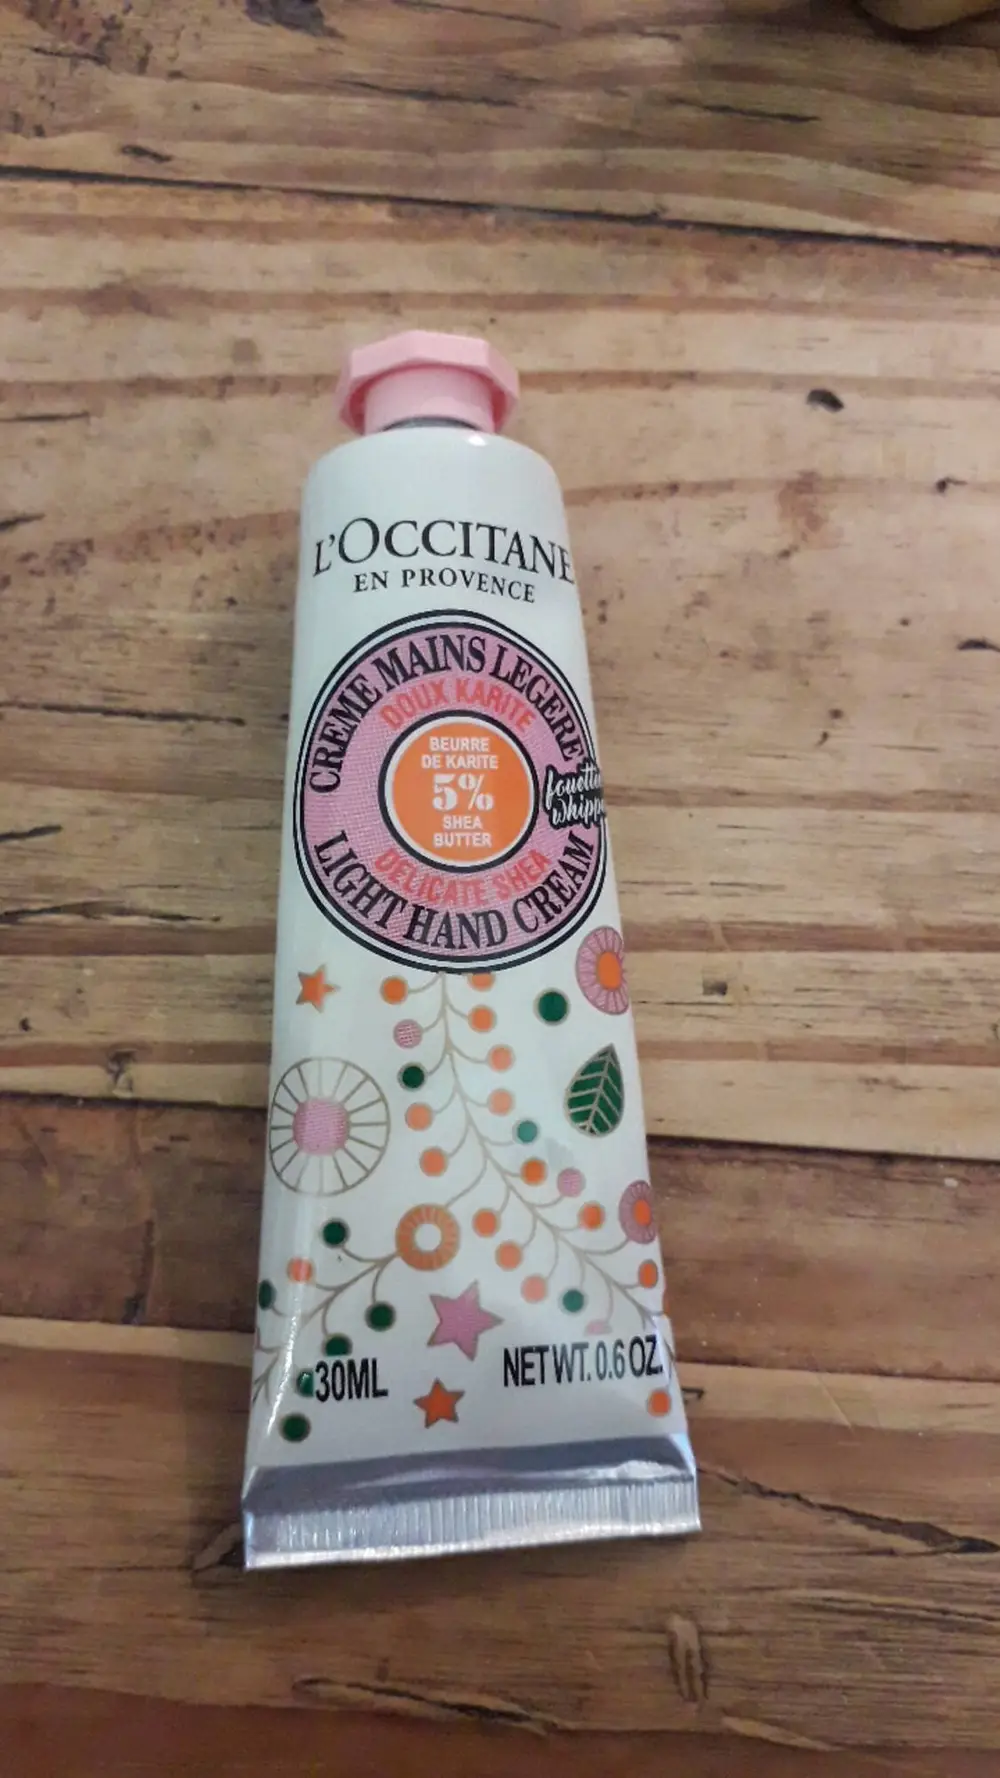 L'OCCITANE
EN PROVENCE
CREME MAINS LEGERE
DOUX KARITE
BEURRE
DE KARITE
5%
SHEA
BUTTER
DELICATE SHEA
LIGHT HAND CREAM
30ML
NET WT. 0.6 OZ.